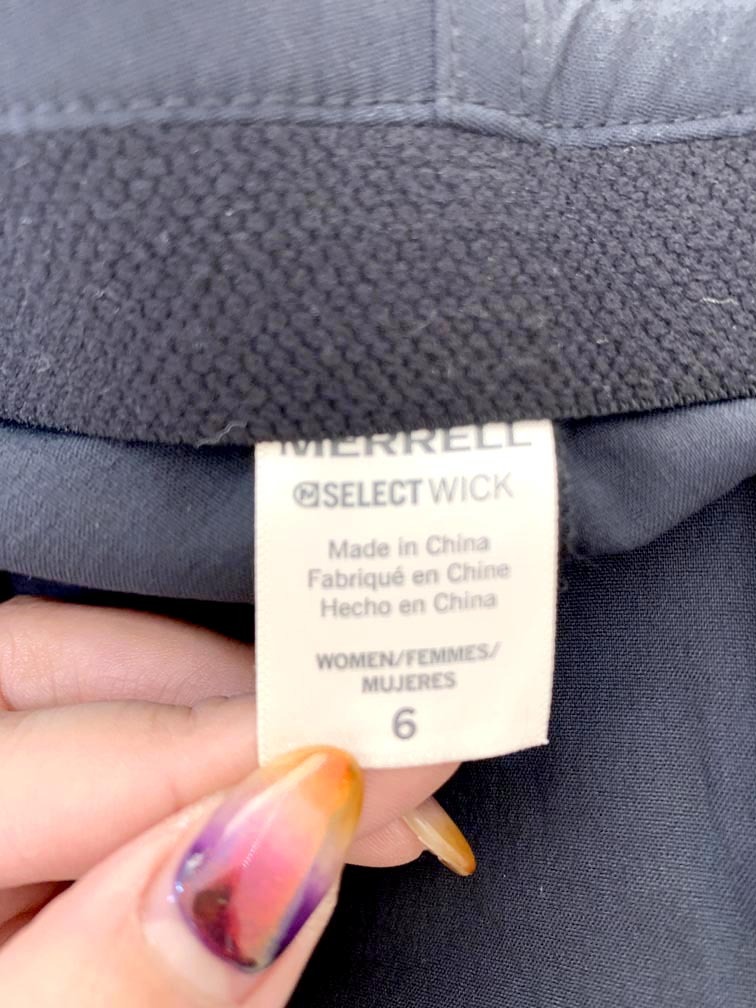 MERRELL
M SELECT WICK
Made in China
Fabriqué en Chine
Hecho en China
WOMEN/FEMMES/
MUJERES
6